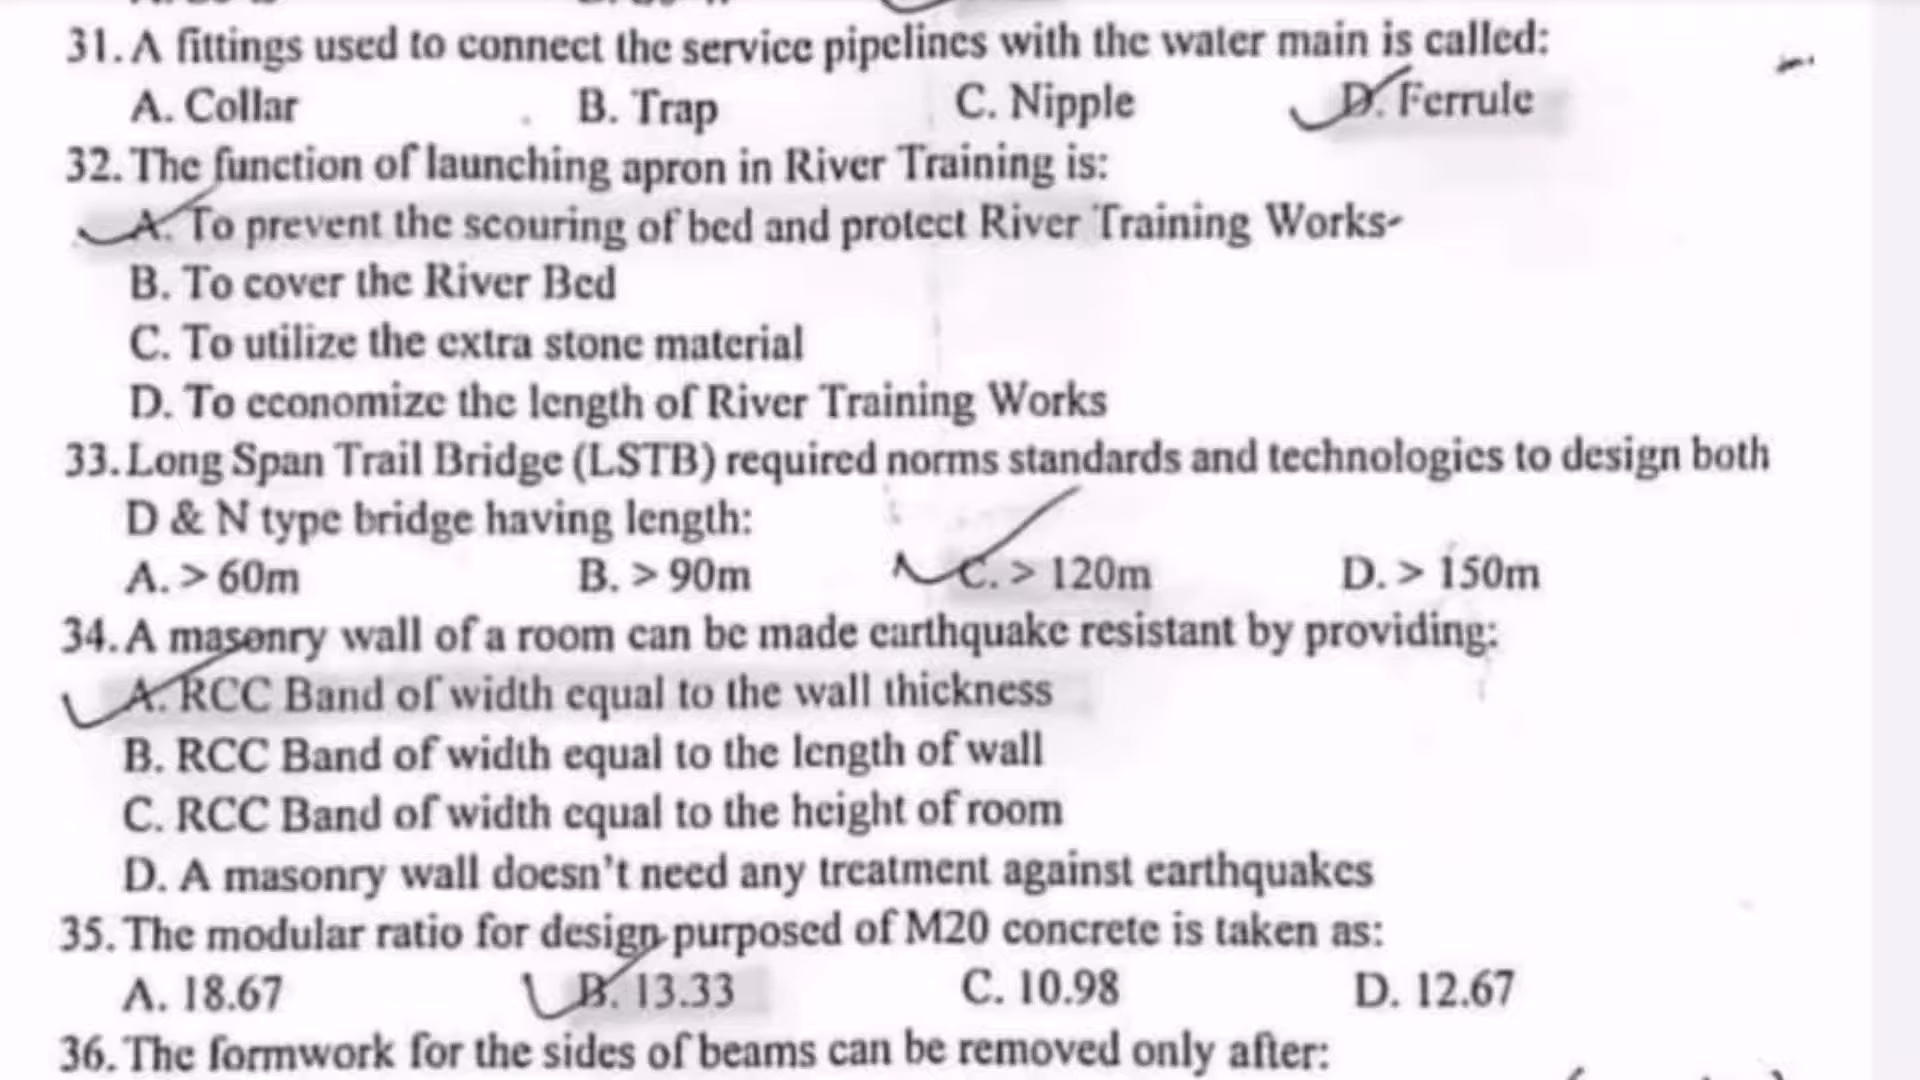 31. A fittings used to connect the service pipelines with the water main is called:
A. Collar B. Trap C. Nipple D. Ferrule
32. The function of launching apron in River Training is:
A. To prevent the scouring of bed and protect River Training Works-
B. To cover the River Bed
C. To utilize the extra stone material
D. To economize the length of River Training Works
33. Long Span Trail Bridge (LSTB) required norms standards and technologies to design both
D & N type bridge having length:
A. > 60m B. > 90m C. > 120m D. > 150m
34. A masonry wall of a room can be made earthquake resistant by providing:
A. RCC Band of width equal to the wall thickness
B. RCC Band of width equal to the length of wall
C. RCC Band of width equal to the height of room
D. A masonry wall doesn't need any treatment against earthquakes
35. The modular ratio for design purposed of M20 concrete is taken as:
A. 18.67 B. 13.33 C. 10.98 D. 12.67
36. The formwork for the sides of beams can be removed only after: